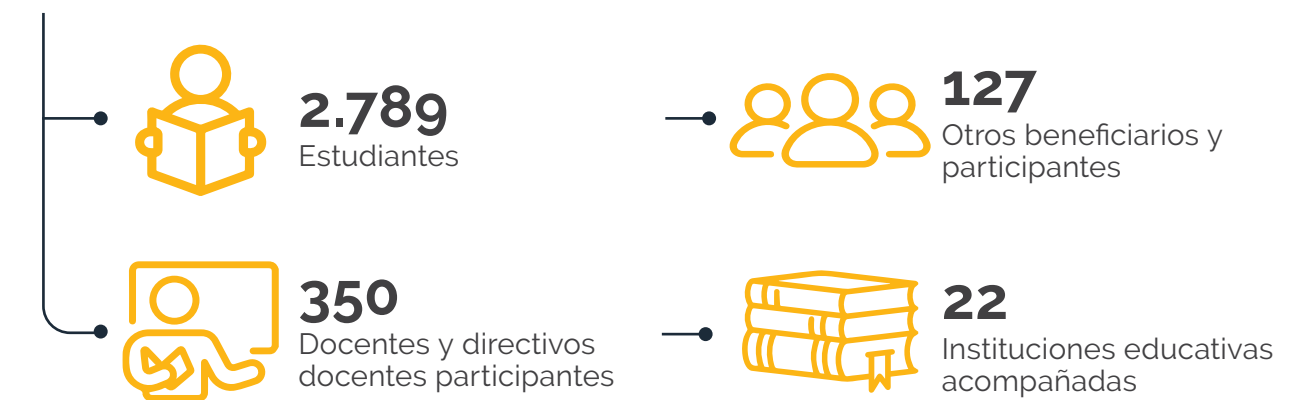 2.789
Estudiantes
127
Otros beneficiarios y
participantes
350
Docentes y directivos
docentes participantes
22
Instituciones educativas
acompañadas